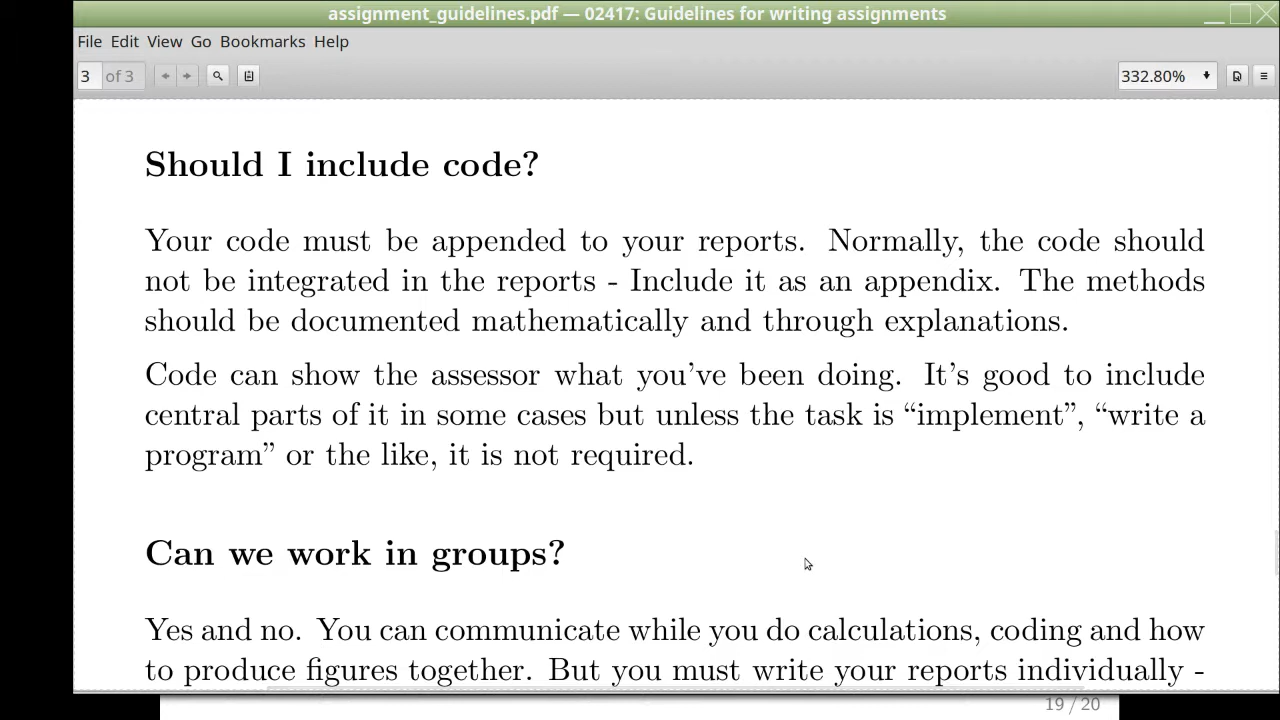 assignment_guidelines.pdf — 02417: Guidelines for writing assignments
File Edit View Go Bookmarks Help
3 of 3 332.80%
Should I include code?
Your code must be appended to your reports. Normally, the code should
not be integrated in the reports - Include it as an appendix. The methods
should be documented mathematically and through explanations.
Code can show the assessor what you've been doing. It's good to include
central parts of it in some cases but unless the task is “implement”, “write a
program” or the like, it is not required.
Can we work in groups?
Yes and no. You can communicate while you do calculations, coding and how
to produce figures together. But you must write your reports individually -
19 / 20